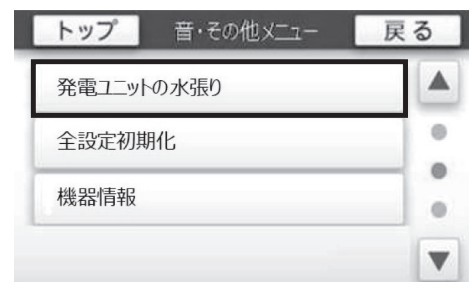 トップ 音・その他メニュー 戻る
発電ユニットの水張り
全設定初期化
機器情報